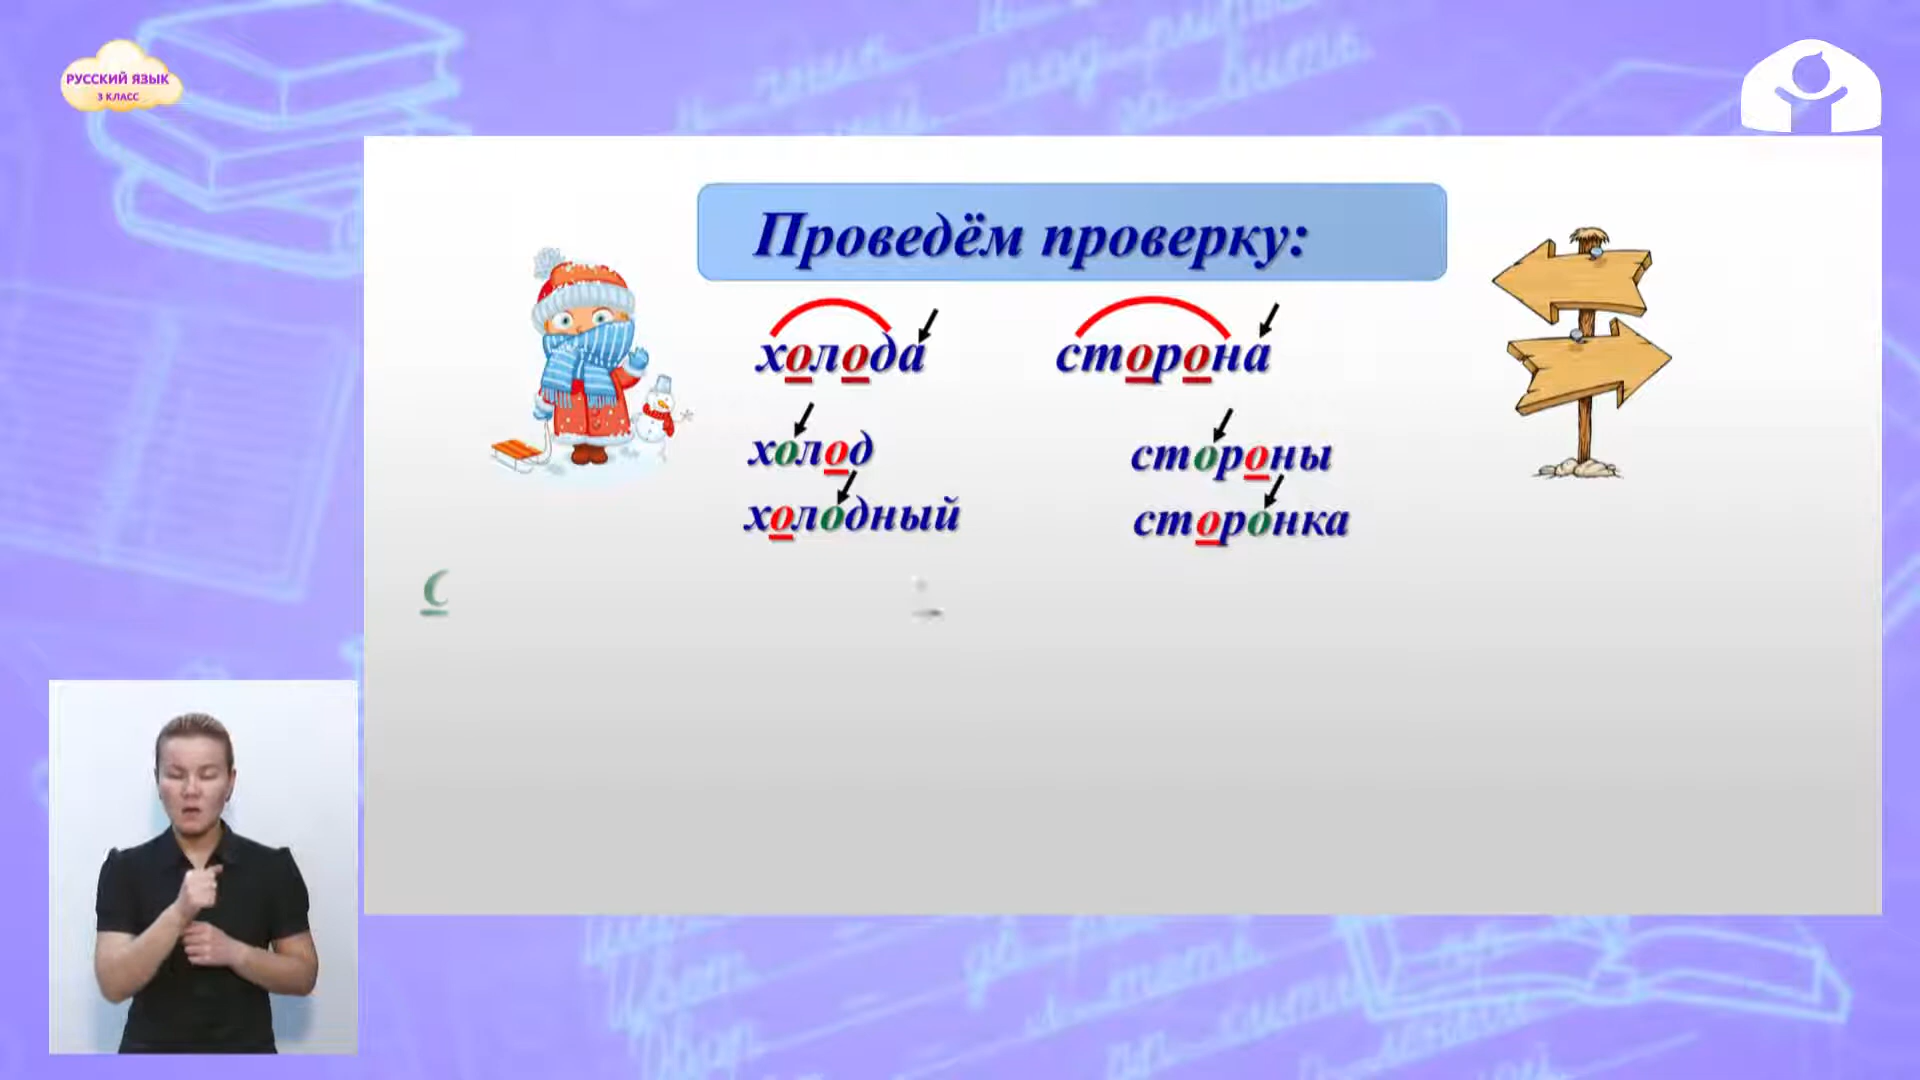 РУССКИЙ ЯЗЫК
3 КЛАСС
Проведём проверку:
холода сторона
холод стороны
холодный сторонка